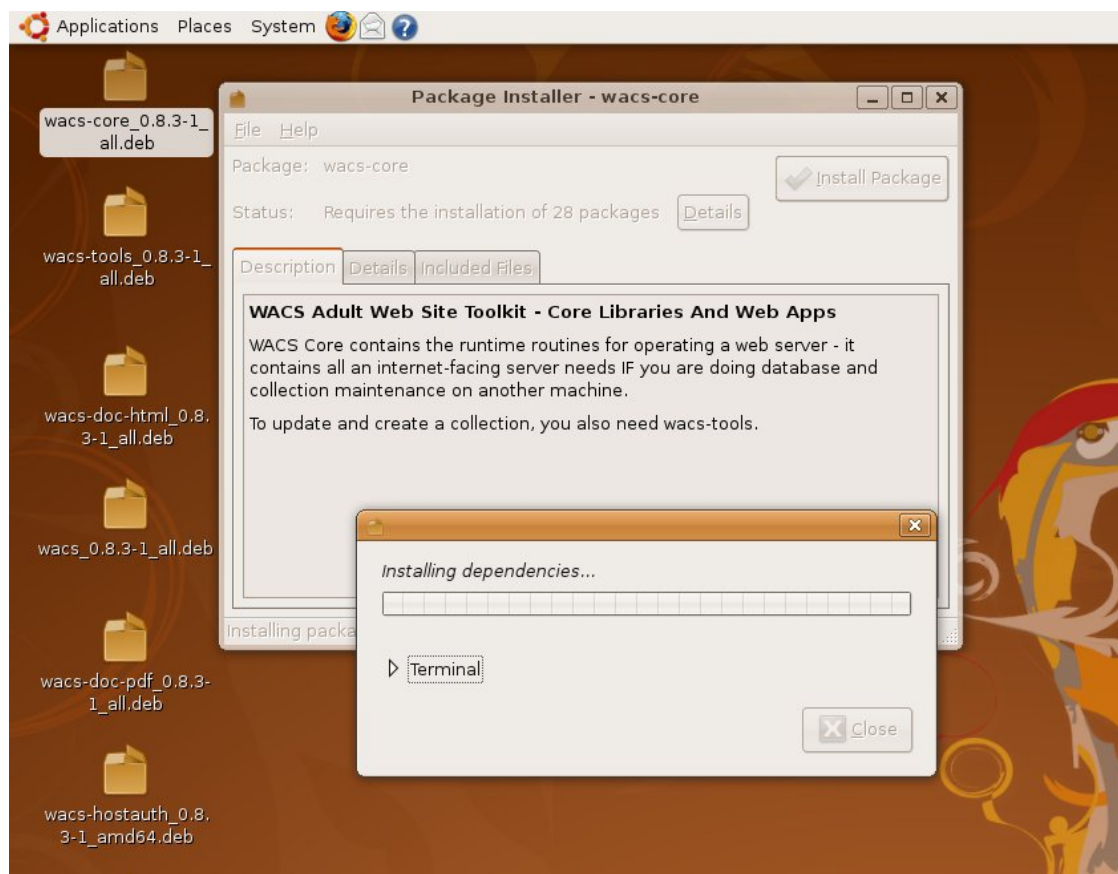 Applications Places System
wacs-core_0.8.3-1_
all.deb
wacs-tools_0.8.3-1_
all.deb
wacs-doc-html_0.8.
3-1_all.deb
wacs_0.8.3-1_all.deb
wacs-doc-pdf_0.8.3-
1_all.deb
wacs-hostauth_0.8.
3-1_amd64.deb
Package Installer - wacs-core
File Help
Package: wacs-core
Install Package
Status: Requires the installation of 28 packages Details
Description Details Included Files
WACS Adult Web Site Toolkit - Core Libraries And Web Apps
WACS Core contains the runtime routines for operating a web server - it
contains all an internet-facing server needs IF you are doing database and
collection maintenance on another machine.
To update and create a collection, you also need wacs-tools.
Installing packa
Installing dependencies...
Terminal
Close